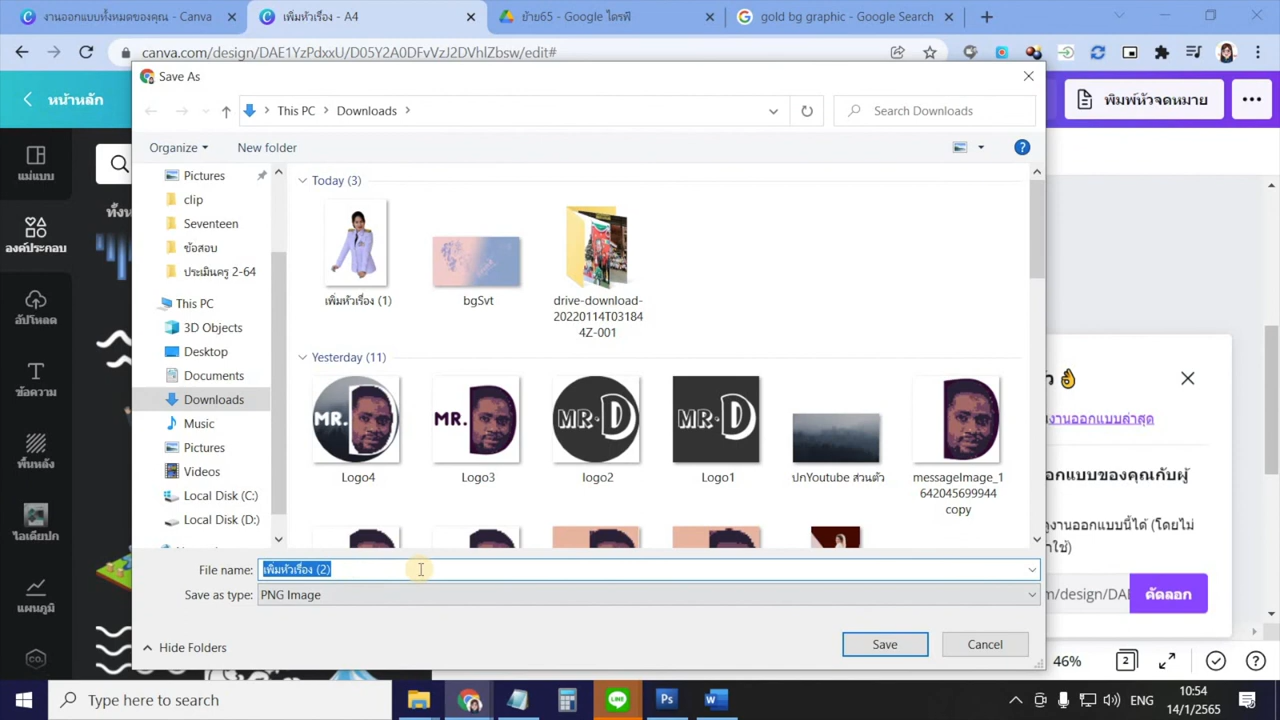 งานออกแบบทั้งหมดของคุณ - Canva
เพิ่มหัวเรื่อง - A4
ย้าย65 - Google ไดรฟ์
gold bg graphic - Google Search
canva.com/design/DAE1YzPdxxU/D05Y2A0DFvVzJ2DVhlZbsw/edit#
หน้าหลัก
พิมพ์หัวจดหมาย
Save As
This PC
Downloads
Search Downloads
Organize
New folder
แม่แบบ
องค์ประกอบ
อัปโหลด
ข้อความ
พื้นหลัง
ไอเดียปก
แผนภูมิ
Pictures
clip
Seventeen
ข้อสอบ
ประเมินครู 2-64
This PC
3D Objects
Desktop
Documents
Downloads
Music
Pictures
Videos
Local Disk (C:)
Local Disk (D:)
Today (3)
เพิ่มหัวเรื่อง (1)
bgSvt
drive-download-
20220114T03184
4Z-001
Yesterday (11)
MR.
MR.
MR·D
MR·D
Logo4
Logo3
logo2
Logo1
ปกYoutube ส่วนตัว
messageImage_1
642045699944
copy
File name:
เพิ่มหัวเรื่อง (2)
Save as type:
PNG Image
Hide Folders
Save
Cancel
งานออกแบบล่าสุด
อกแบบของคุณกับผู้
งานออกแบบนี้ได้ (โดยไม่
m/design/DAE
คัดลอก
46%
2
Type here to search
LINE
Ps
ENG
10:54
14/1/2565